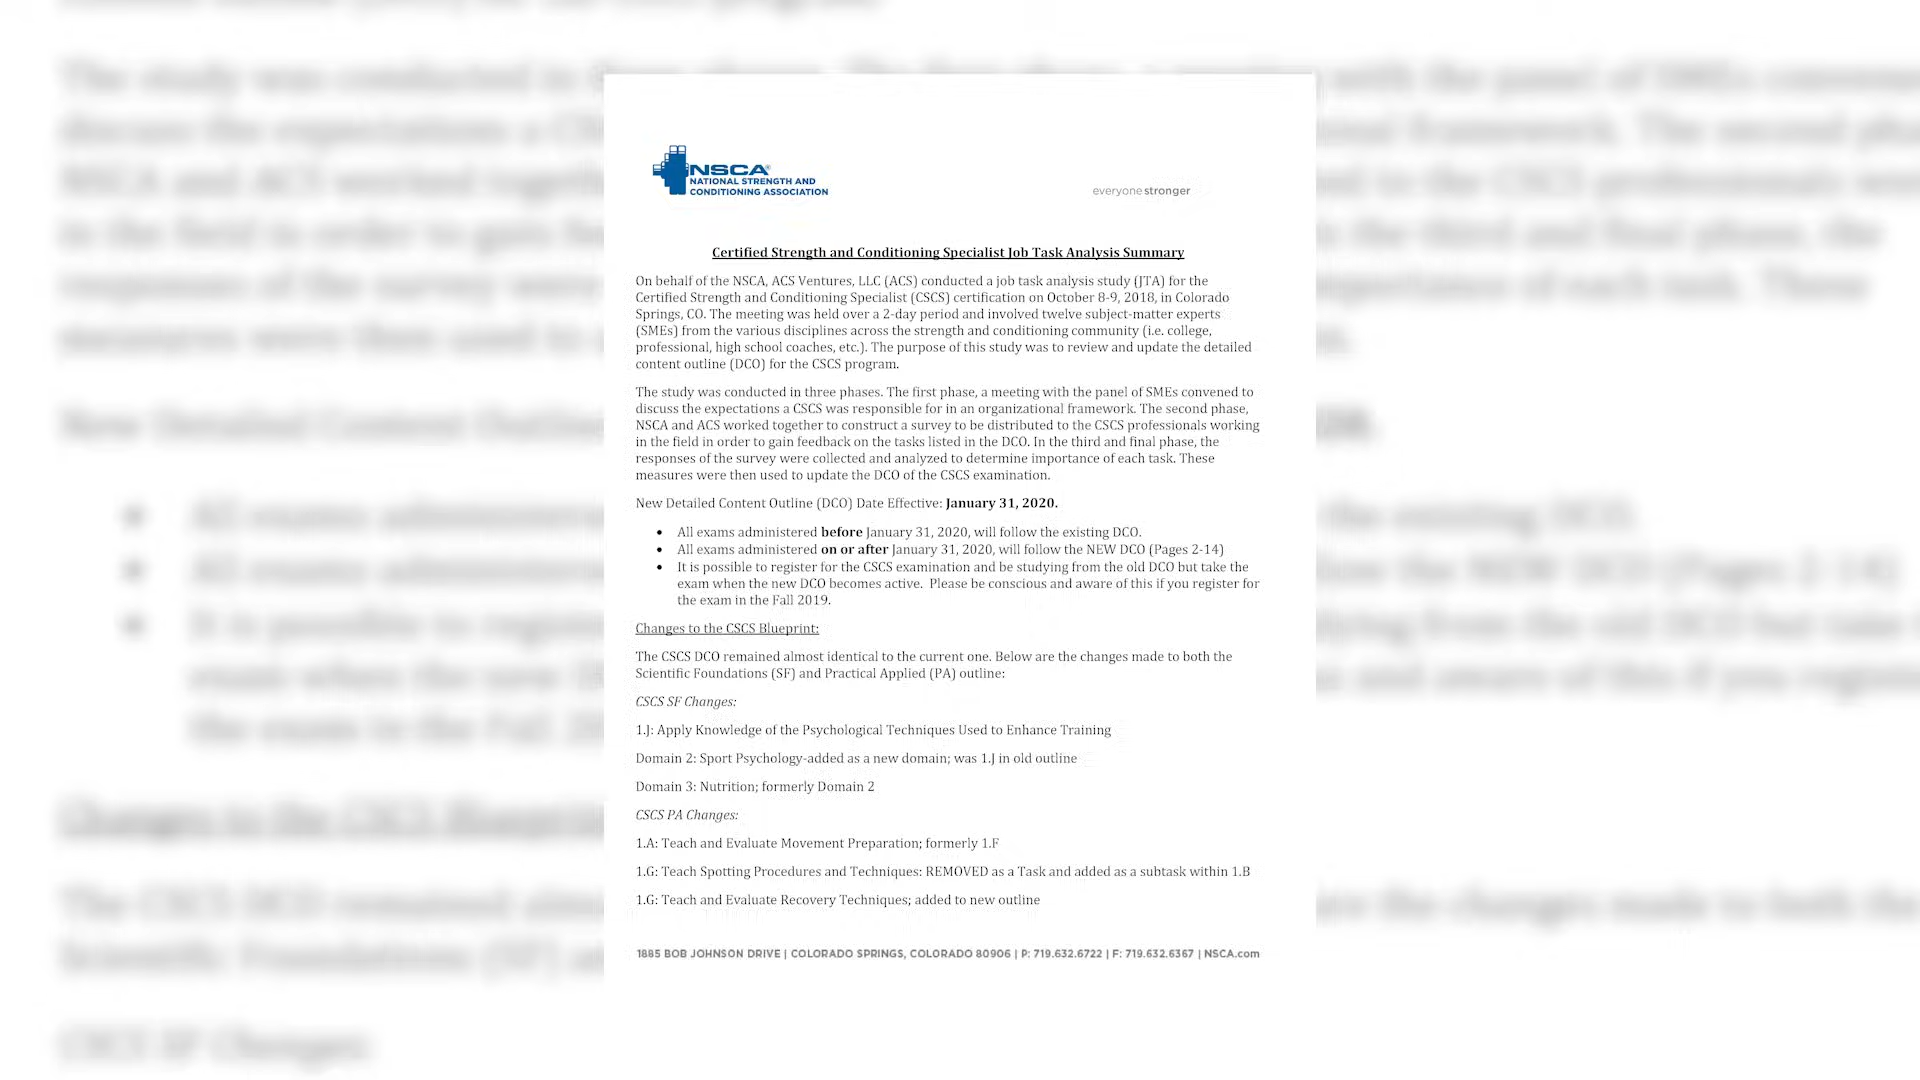 NSCA®
NATIONAL STRENGTH AND
CONDITIONING ASSOCIATION
everyone stronger
Certified Strength and Conditioning Specialist Job Task Analysis Summary
On behalf of the NSCA, ACS Ventures, LLC (ACS) conducted a job task analysis study (JTA) for the
Certified Strength and Conditioning Specialist (CSCS) certification on October 8-9, 2018, in Colorado
Springs, CO. The meeting was held over a 2-day period and involved twelve subject-matter experts
(SMEs) from the various disciplines across the strength and conditioning community (i.e. college,
professional, high school coaches, etc.). The purpose of this study was to review and update the detailed
content outline (DCO) for the CSCS program.
The study was conducted in three phases. The first phase, a meeting with the panel of SMEs convened to
discuss the expectations a CSCS was responsible for in an organizational framework. The second phase,
NSCA and ACS worked together to construct a survey to be distributed to the CSCS professionals working
in the field in order to gain feedback on the tasks listed in the DCO. In the third and final phase, the
responses of the survey were collected and analyzed to determine importance of each task. These
measures were then used to update the DCO of the CSCS examination.
New Detailed Content Outline (DCO) Date Effective: January 31, 2020.
• All exams administered before January 31, 2020, will follow the existing DCO.
• All exams administered on or after January 31, 2020, will follow the NEW DCO (Pages 2-14)
• It is possible to register for the CSCS examination and be studying from the old DCO but take the
exam when the new DCO becomes active. Please be conscious and aware of this if you register for
the exam in the Fall 2019.
Changes to the CSCS Blueprint:
The CSCS DCO remained almost identical to the current one. Below are the changes made to both the
Scientific Foundations (SF) and Practical Applied (PA) outline:
CSCS SF Changes:
1.J: Apply Knowledge of the Psychological Techniques Used to Enhance Training
Domain 2: Sport Psychology-added as a new domain; was 1.J in old outline
Domain 3: Nutrition; formerly Domain 2
CSCS PA Changes:
1.A: Teach and Evaluate Movement Preparation; formerly 1.F
1.G: Teach Spotting Procedures and Techniques: REMOVED as a Task and added as a subtask within 1.B
1.G: Teach and Evaluate Recovery Techniques; added to new outline
1885 BOB JOHNSON DRIVE | COLORADO SPRINGS, COLORADO 80906 | P: 719.632.6722 | F: 719.632.6367 | NSCA.com